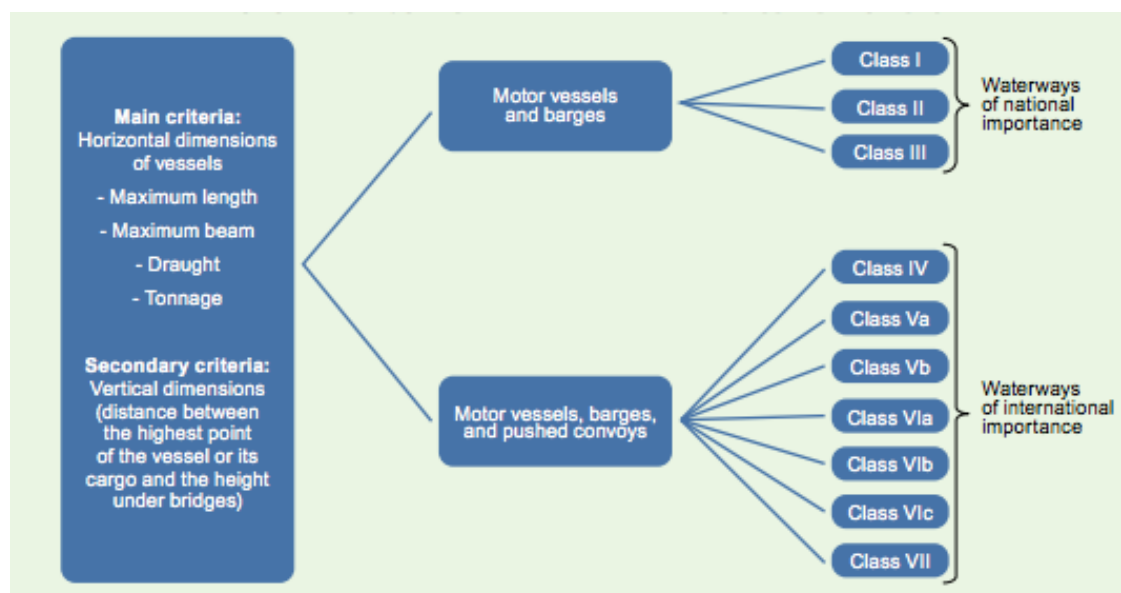 Main criteria:
Horizontal dimensions
of vessels
- Maximum length
- Maximum beam
- Draught
- Tonnage
Secondary criteria:
Vertical dimensions
(distance between
the highest point
of the vessel or its
cargo and the height
under bridges)
Motor vessels
and barges
Class I
Class II
Class III
Waterways
of national
importance
Motor vessels, barges,
and pushed convoys
Class IV
Class Va
Class Vb
Class VIa
Class VIb
Class VIc
Class VII
Waterways
of international
importance